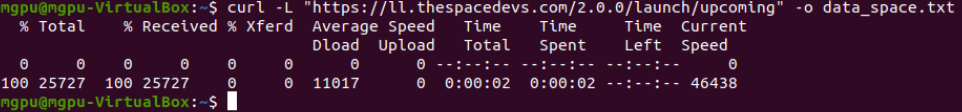 mgpu@mgpu-VirtualBox:~$ curl -L "https://ll.thespacedevs.com/2.0.0/launch/upcoming" -o data_space.txt
  % Total    % Received % Xferd  Average Speed   Time    Time     Time  Current
                                 Dload  Upload   Total   Spent    Left  Speed
  0     0    0     0    0     0      0      0 --:--:-- --:--:-- --:--:--     0
100 25727  100 25727    0     0  11017      0  0:00:02  0:00:02 --:--:-- 46438
mgpu@mgpu-VirtualBox:~$